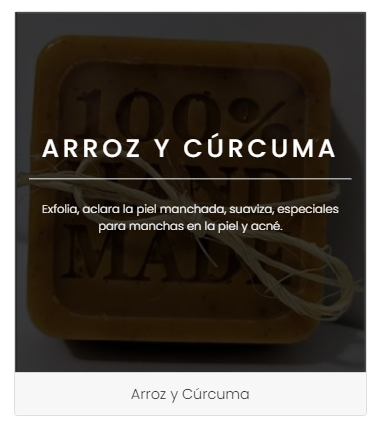 100%
ARROZ Y CÚRCUMA
HAND
Exfolia, aclara la piel manchada, suaviza, especiales
para manchas en la piel y acné.
MADE
Arroz y Cúrcuma